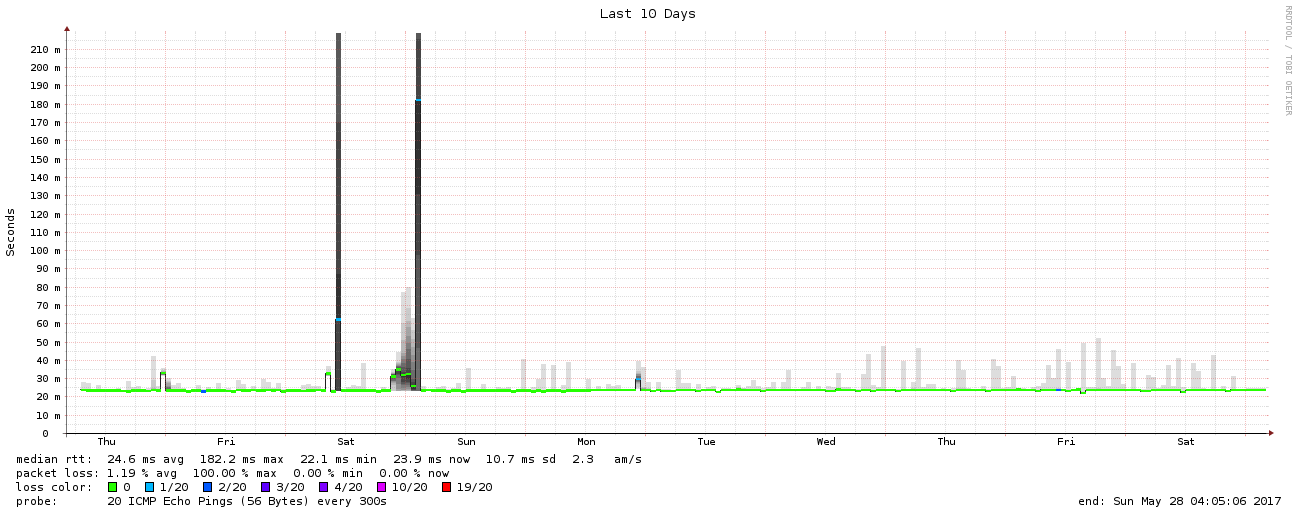 Last 10 Days
RRDTOOL / TOBI OETIKER
Seconds
210 m
200 m
190 m
180 m
170 m
160 m
150 m
140 m
130 m
120 m
110 m
100 m
90 m
80 m
70 m
60 m
50 m
40 m
30 m
20 m
10 m
0
Thu Fri Sat Sun Mon Tue Wed Thu Fri Sat
median rtt: 24.6 ms avg 182.2 ms max 22.1 ms min 23.9 ms now 10.7 ms sd 2.3 am/s
packet loss: 1.19 % avg 100.00 % max 0.00 % min 0.00 % now
loss color: 0 1/20 2/20 3/20 4/20 10/20 19/20
probe: 20 ICMP Echo Pings (56 Bytes) every 300s end: Sun May 28 04:05:06 2017